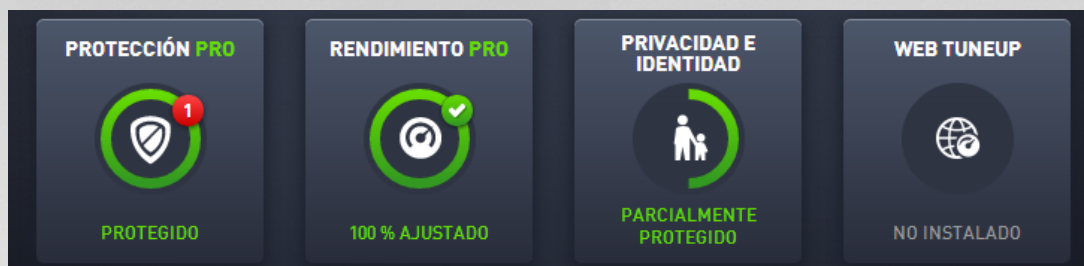 PROTECCIÓN PRO
1
PROTEGIDO
RENDIMIENTO PRO
100 % AJUSTADO
PRIVACIDAD E
IDENTIDAD
PARCIALMENTE
PROTEGIDO
WEB TUNEUP
NO INSTALADO